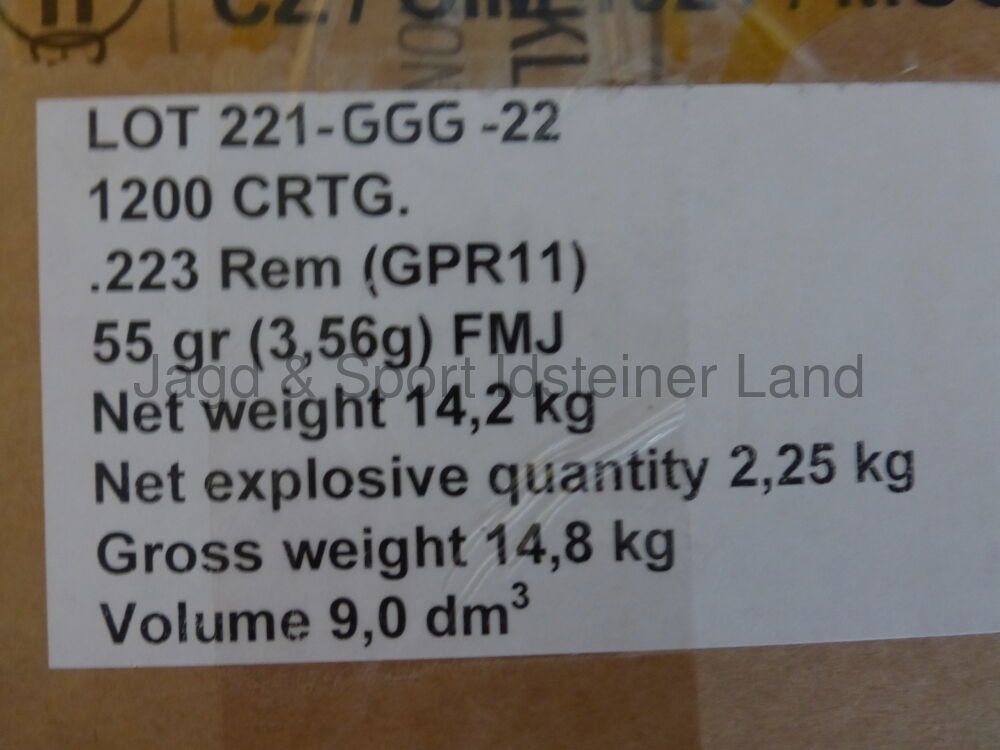 LOT 221-GGG -22
1200 CRTG.
.223 Rem (GPR11)
55 gr (3,56g) FMJ
Jagd & Sport Idsteiner Land
Net weight 14,2 kg
Net explosive quantity 2,25 kg
Gross weight 14,8 kg
Volume 9,0 dm³